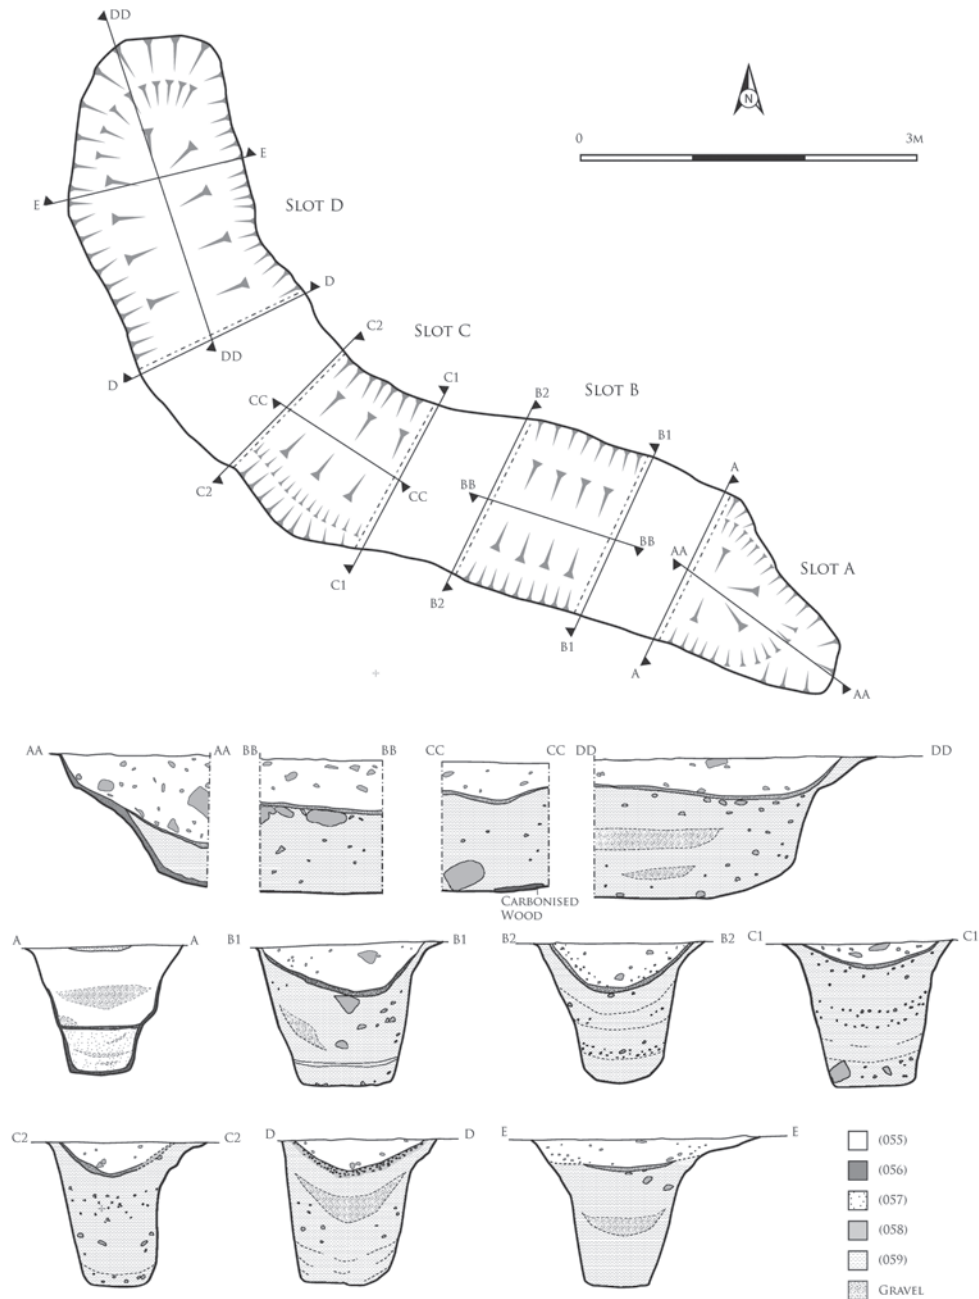 DD
N
0 3M
E
E
SLOT D
D
C2
SLOT C
DD
D
C1
CC
B2
SLOT B
B1
C2
CC
BB
A
BB
AA
SLOT A
C1
B2
B1
A
AA
AA AA BB BB CC CC DD DD
CARBONISED
WOOD
A A B1 B1 B2 B2 C1 C1
C2 C2 D D E E
(055)
(056)
(057)
(058)
(059)
GRAVEL